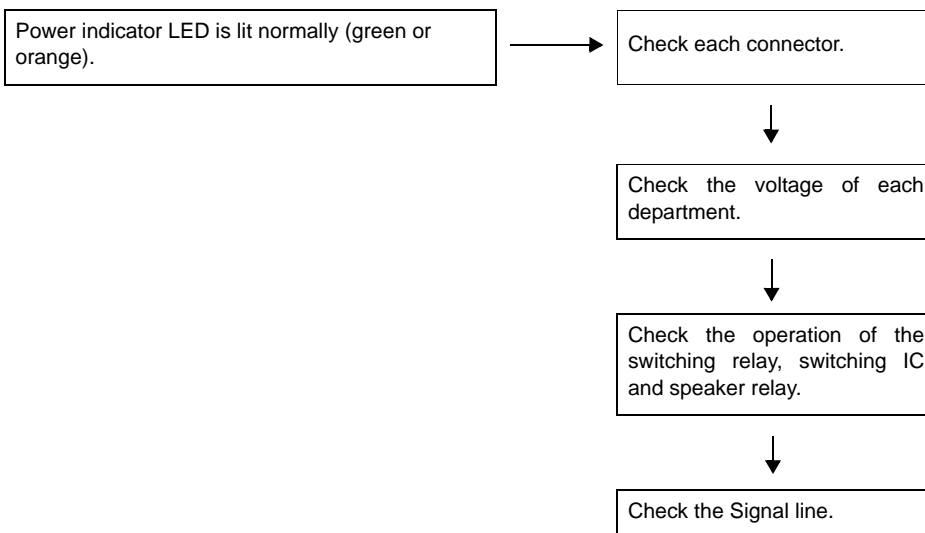 Power indicator LED is lit normally (green or
orange).
Check each connector.
Check the voltage of each
department.
Check the operation of the
switching relay, switching IC
and speaker relay.
Check the Signal line.